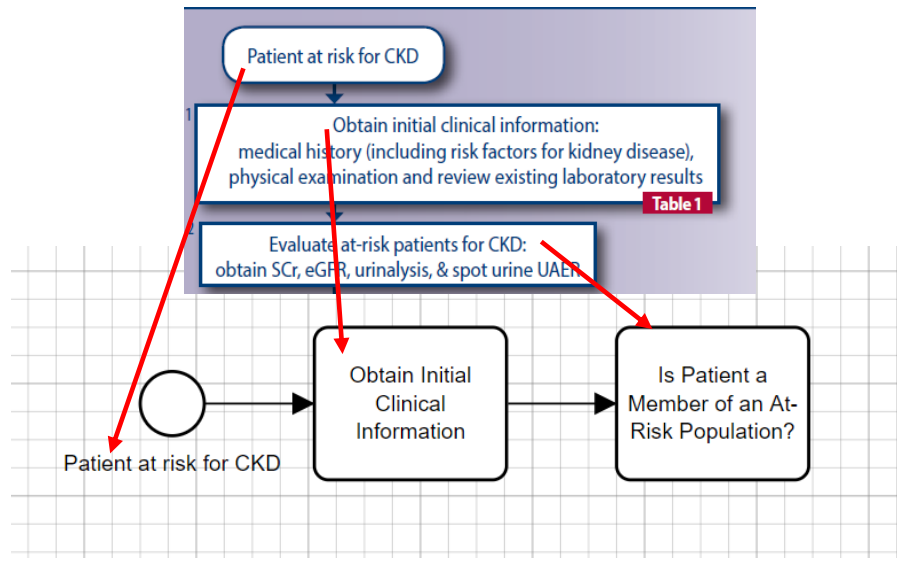 Patient at risk for CKD
1
Obtain initial clinical information:
medical history (including risk factors for kidney disease),
physical examination and review existing laboratory results
Table 1
2
Evaluate at-risk patients for CKD:
obtain SCr, eGFR, urinalysis, & spot urine UAER
Obtain Initial
Clinical
Information
Is Patient a
Member of an At-
Risk Population?
Patient at risk for CKD